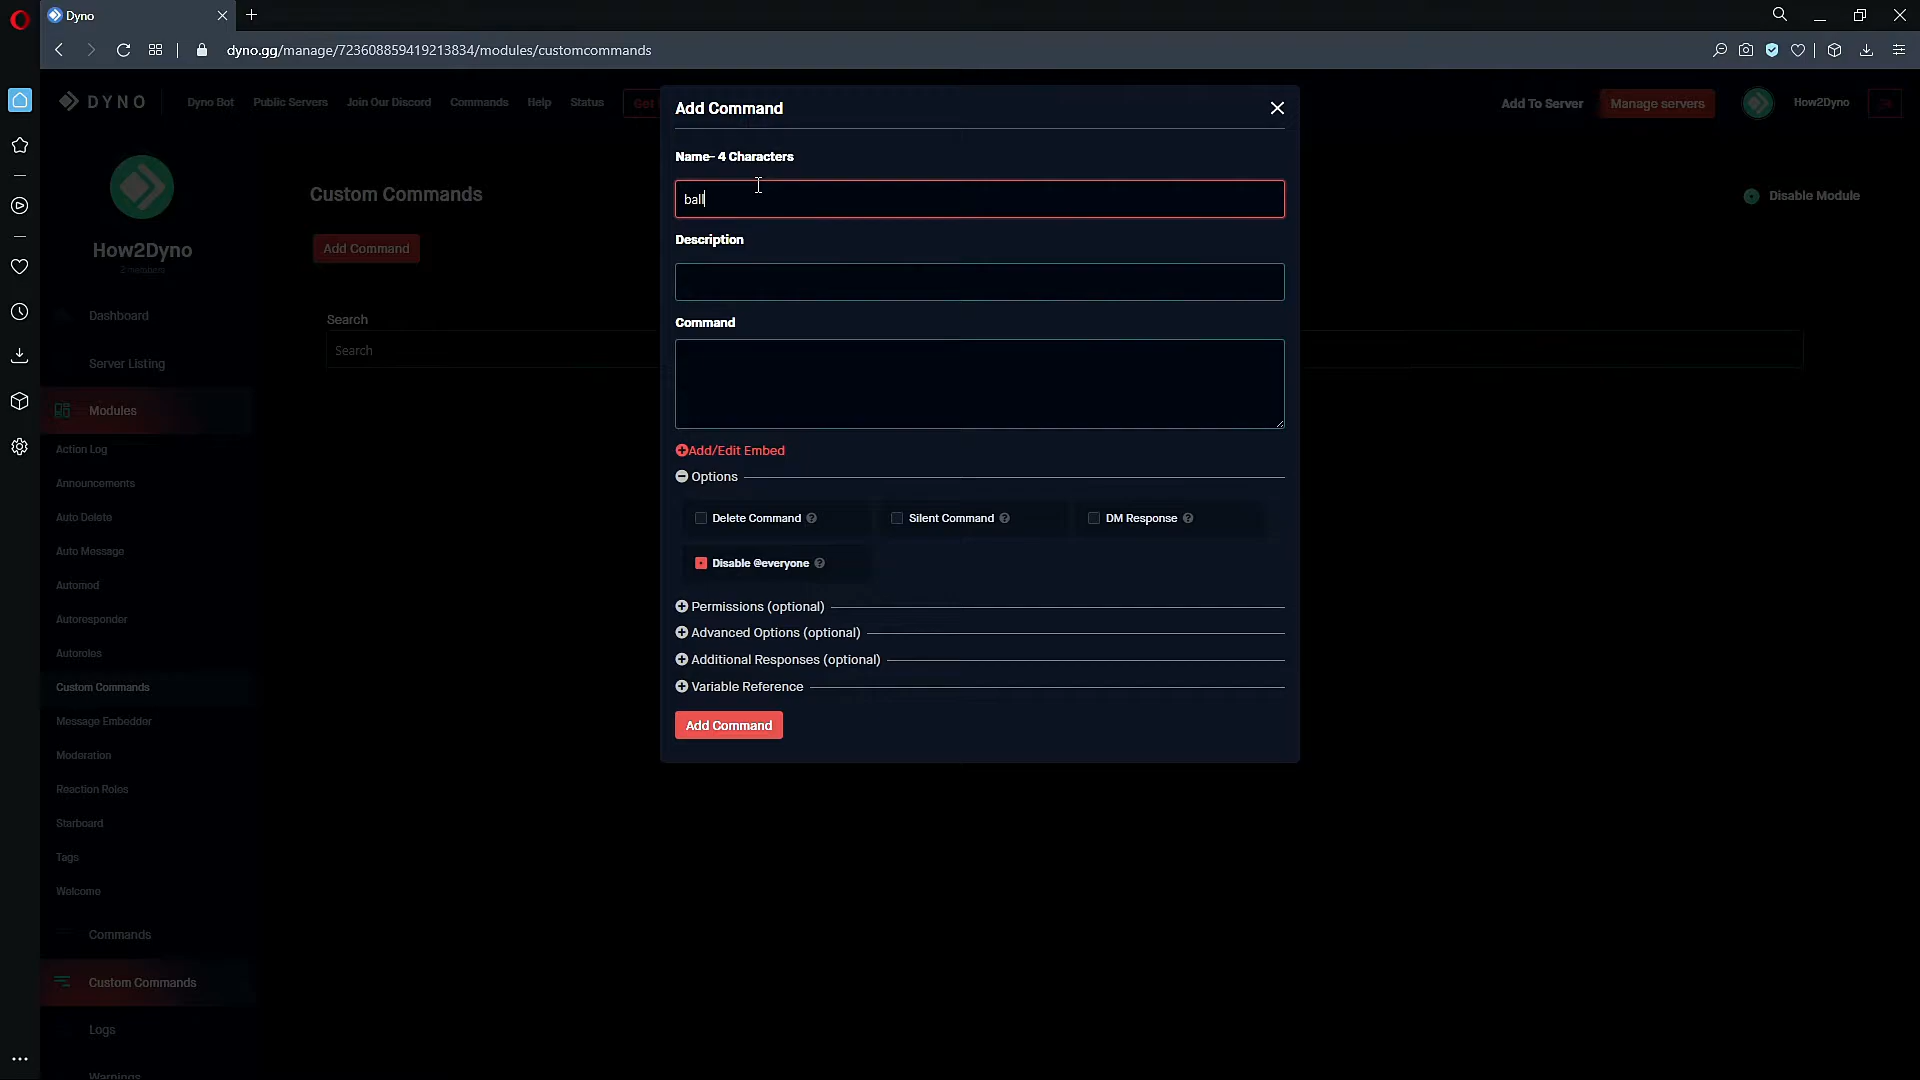 Dyno
dyno.gg/manage/723608859419213834/modules/customcommands
DYNO
Dyno Bot
Public Servers
Join Our Discord
Commands
Help
Status
Get
Add To Server
Manage servers
How2Dyno
How2Dyno
2 members
Dashboard
Server Listing
Modules
Action Log
Announcements
Auto Delete
Auto Message
Automod
Autoresponder
Autoroles
Custom Commands
Message Embedder
Moderation
Reaction Roles
Starboard
Tags
Welcome
Commands
Custom Commands
Logs
Warnings
Custom Commands
Disable Module
Add Command
Search
Search
Add Command
Name- 4 Characters
ball
Description
Command
Add/Edit Embed
Options
Delete Command
Silent Command
DM Response
Disable @everyone
Permissions (optional)
Advanced Options (optional)
Additional Responses (optional)
Variable Reference
Add Command